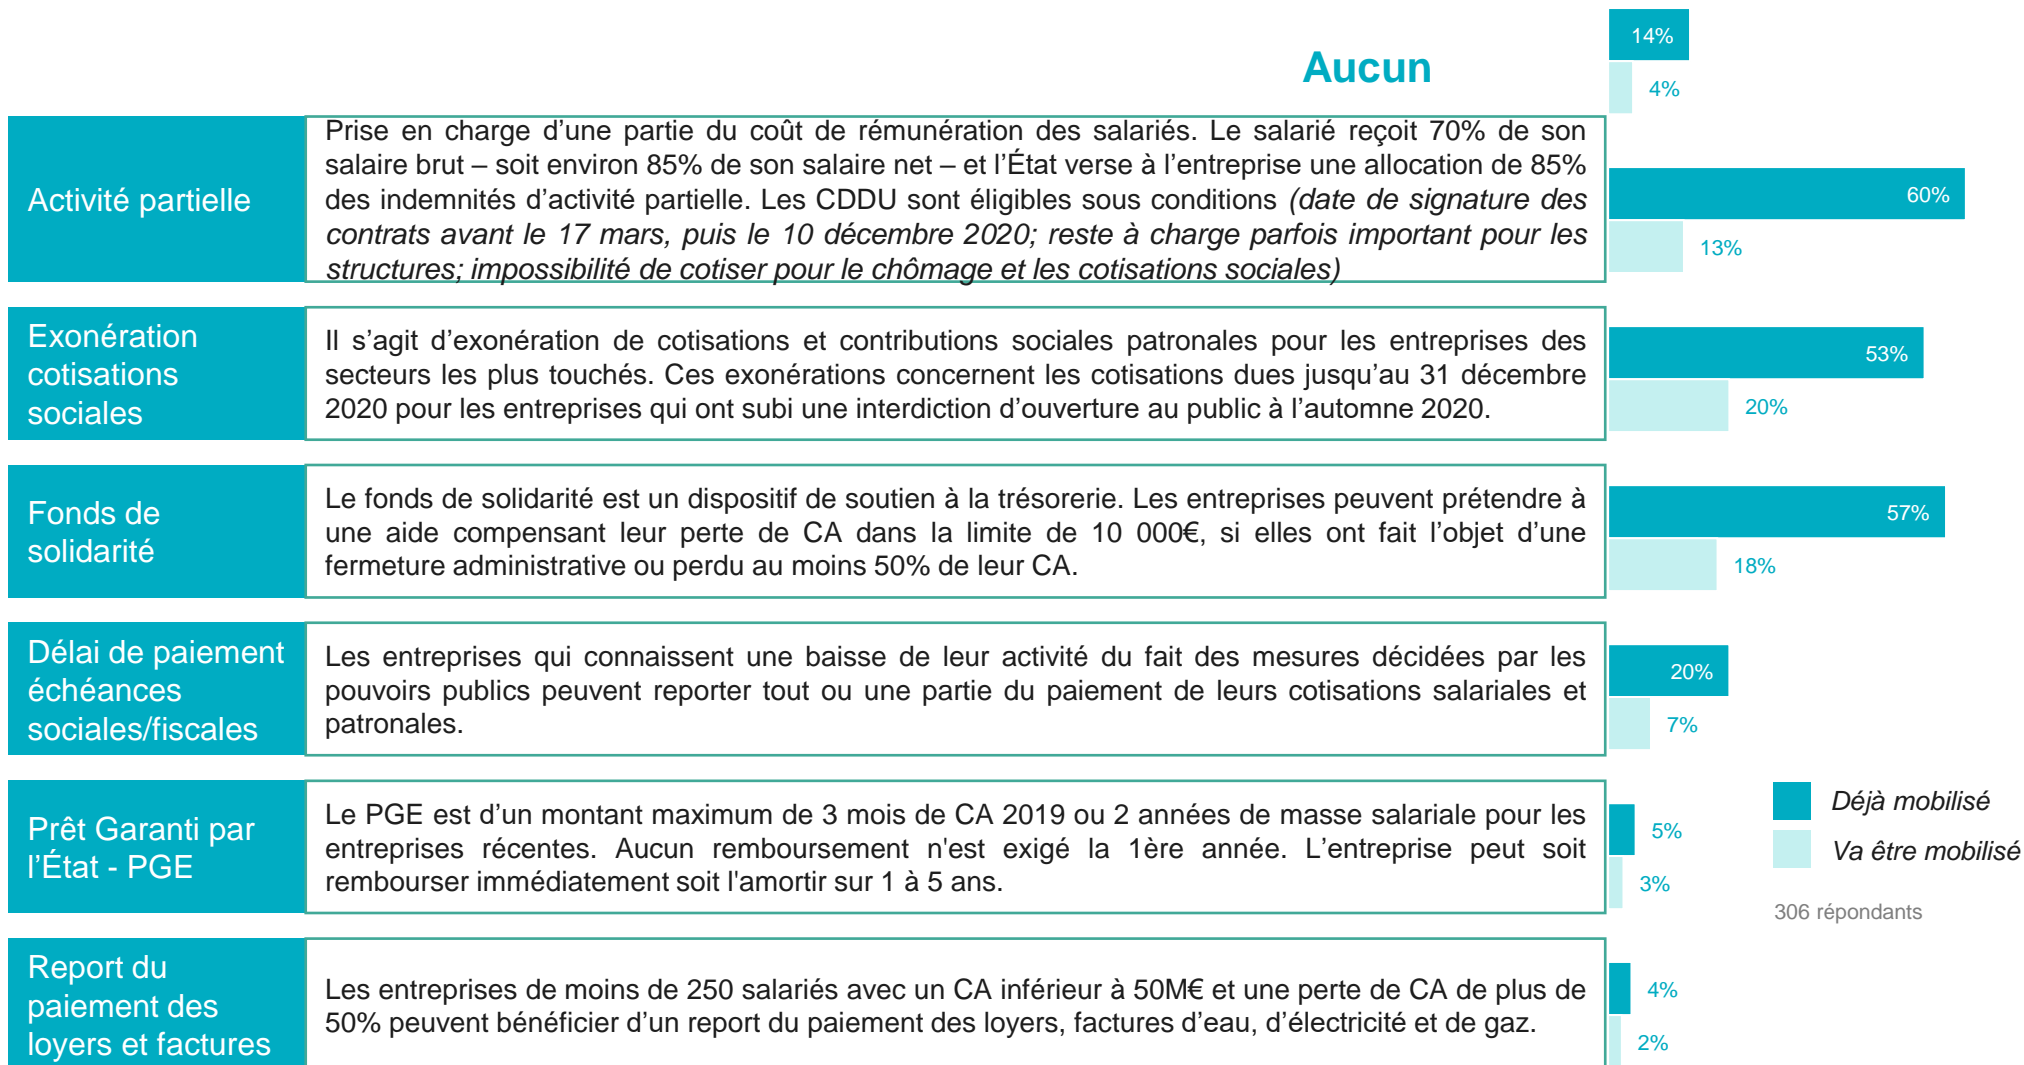 Aucun
14%
4%
Activité partielle
Prise en charge d’une partie du coût de rémunération des salariés. Le salarié reçoit 70% de son
salaire brut – soit environ 85% de son salaire net – et l’État verse à l’entreprise une allocation de 85%
des indemnités d’activité partielle. Les CDDU sont éligibles sous conditions (date de signature des
contrats avant le 17 mars, puis le 10 décembre 2020; reste à charge parfois important pour les
structures; impossibilité de cotiser pour le chômage et les cotisations sociales)
60%
13%
Exonération
cotisations
sociales
Il s’agit d’exonération de cotisations et contributions sociales patronales pour les entreprises des
secteurs les plus touchés. Ces exonérations concernent les cotisations dues jusqu’au 31 décembre
2020 pour les entreprises qui ont subi une interdiction d’ouverture au public à l’automne 2020.
53%
20%
Fonds de
solidarité
Le fonds de solidarité est un dispositif de soutien à la trésorerie. Les entreprises peuvent prétendre à
une aide compensant leur perte de CA dans la limite de 10 000€, si elles ont fait l’objet d’une
fermeture administrative ou perdu au moins 50% de leur CA.
57%
18%
Délai de paiement
échéances
sociales/fiscales
Les entreprises qui connaissent une baisse de leur activité du fait des mesures décidées par les
pouvoirs publics peuvent reporter tout ou une partie du paiement de leurs cotisations salariales et
patronales.
20%
7%
Prêt Garanti par
l’État - PGE
Le PGE est d’un montant maximum de 3 mois de CA 2019 ou 2 années de masse salariale pour les
entreprises récentes. Aucun remboursement n'est exigé la 1ère année. L’entreprise peut soit
rembourser immédiatement soit l'amortir sur 1 à 5 ans.
5%
3%
Déjà mobilisé
Va être mobilisé
306 répondants
Report du
paiement des
loyers et factures
Les entreprises de moins de 250 salariés avec un CA inférieur à 50M€ et une perte de CA de plus de
50% peuvent bénéficier d’un report du paiement des loyers, factures d’eau, d’électricité et de gaz.
4%
2%